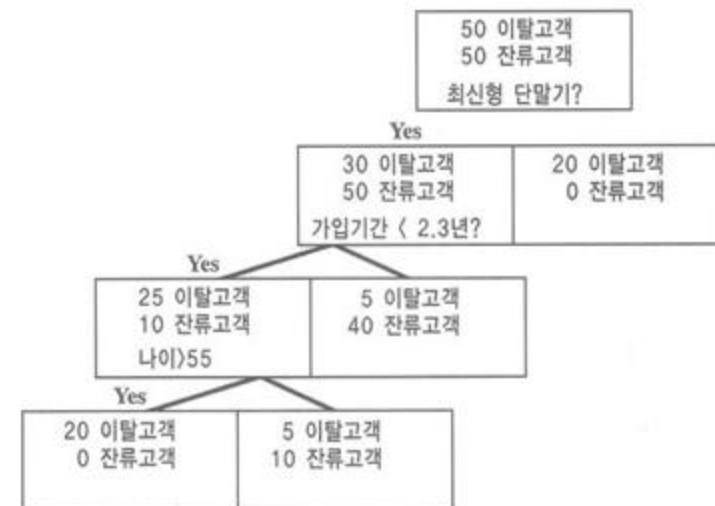 50 이탈고객
50 잔류고객
최신형 단말기?
Yes
30 이탈고객
50 잔류고객
가입기간 < 2.3년?
20 이탈고객
0 잔류고객
Yes
25 이탈고객
10 잔류고객
나이>55
5 이탈고객
40 잔류고객
Yes
20 이탈고객
0 잔류고객
5 이탈고객
10 잔류고객